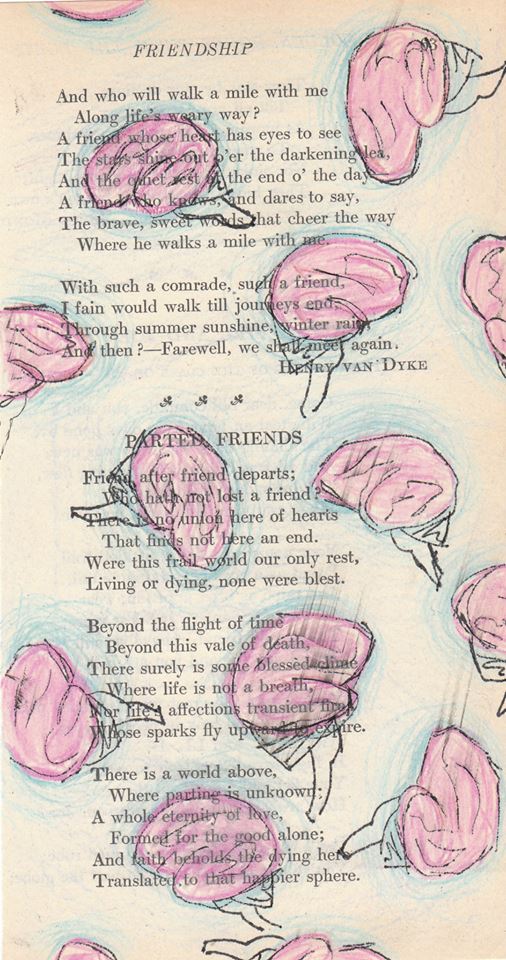 FRIENDSHIP 93
And who will walk a mile with me
Along life's weary way?
A friend whose heart has eyes to see
The stars shine out o'er the darkening lea,
And the quiet rest at the end o' the day—
A friend who knows, and dares to say,
The brave, sweet words that cheer the way
Where he walks a mile with me.
With such a comrade, such a friend,
I fain would walk till journeys end,
Through summer sunshine, winter rain,
And then?—Farewell, we shall meet again.
HENRY VAN DYKE
PARTED FRIENDS
Friend after friend departs;
Who hath not lost a friend?
There is no union here of hearts
That finds not here an end.
Were this frail world our only rest,
Living or dying, none were blest.
Beyond the flight of time
Beyond this vale of death,
There surely is some blessed clime
Where life is not a breath,
Nor life's affections transient fire,
Whose sparks fly upward to expire.
There is a world above,
Where parting is unknown;
A whole eternity of love,
Formed for the good alone;
And faith beholds the dying here
Translated to that happier sphere.